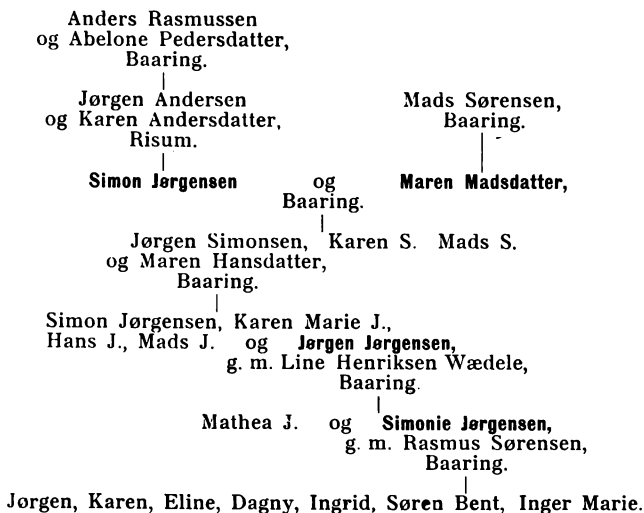 Anders Rasmussen
og Abelone Pedersdatter,
Baaring.
Jørgen Andersen
og Karen Andersdatter,
Risum.
Mads Sørensen,
Baaring.
Simon Jørgensen og Maren Madsdatter,
Baaring.
Jørgen Simonsen, Karen S. Mads S.
og Maren Hansdatter,
Baaring.
Simon Jørgensen, Karen Marie J.,
Hans J., Mads J. og Jørgen Jørgensen,
g. m. Line Henriksen Wædele,
Baaring.
Mathea J. og Simonie Jørgensen,
g. m. Rasmus Sørensen,
Baaring.
Jørgen, Karen, Eline, Dagny, Ingrid, Søren Bent, Inger Marie.